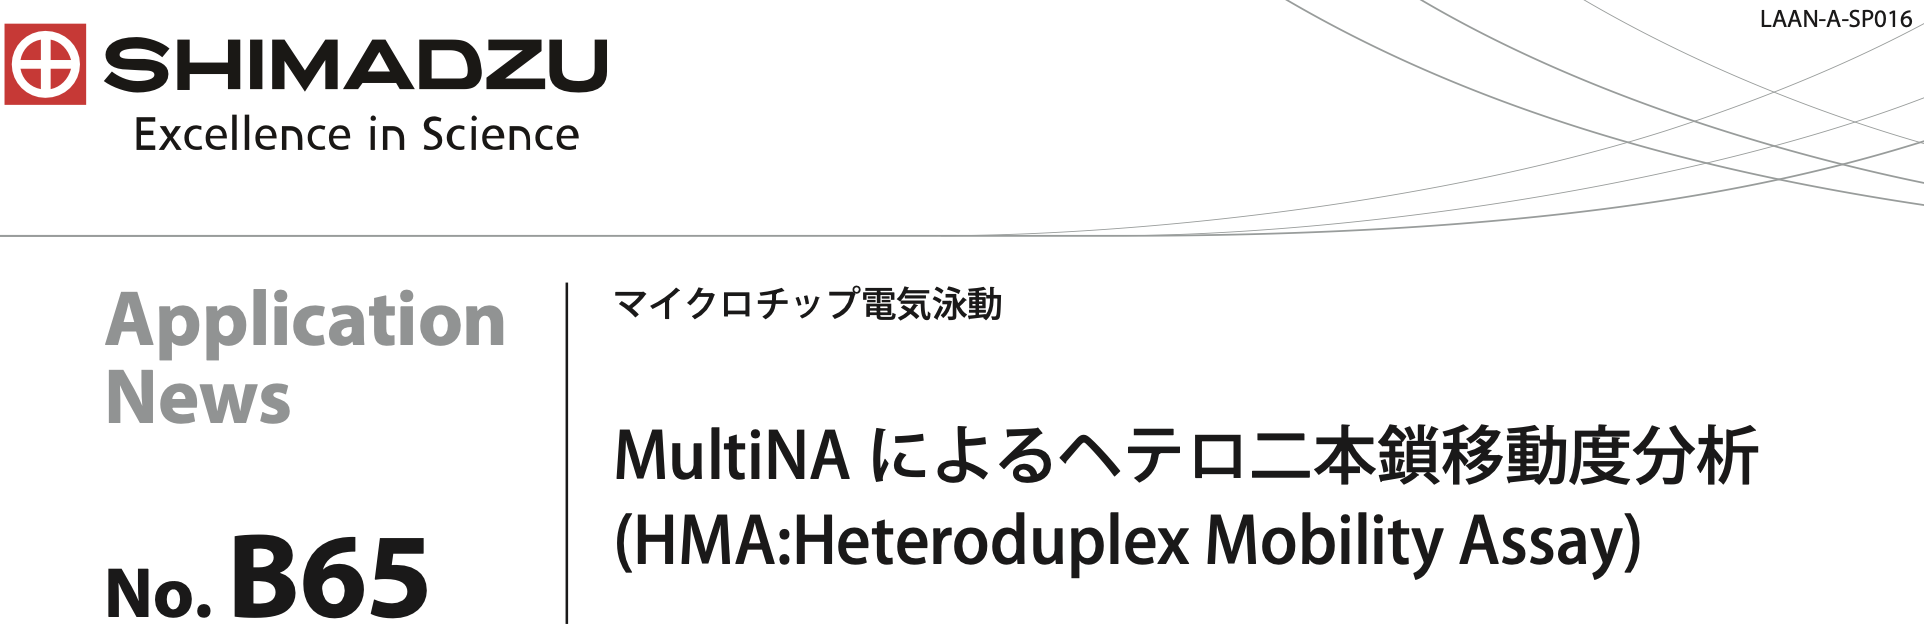 LAAN-A-SP016
SHIMADZU
Excellence in Science
Application
News
No. B65
マイクロチップ電気泳動
MultiNA によるヘテロ二本鎖移動度分析
(HMA:Heteroduplex Mobility Assay)